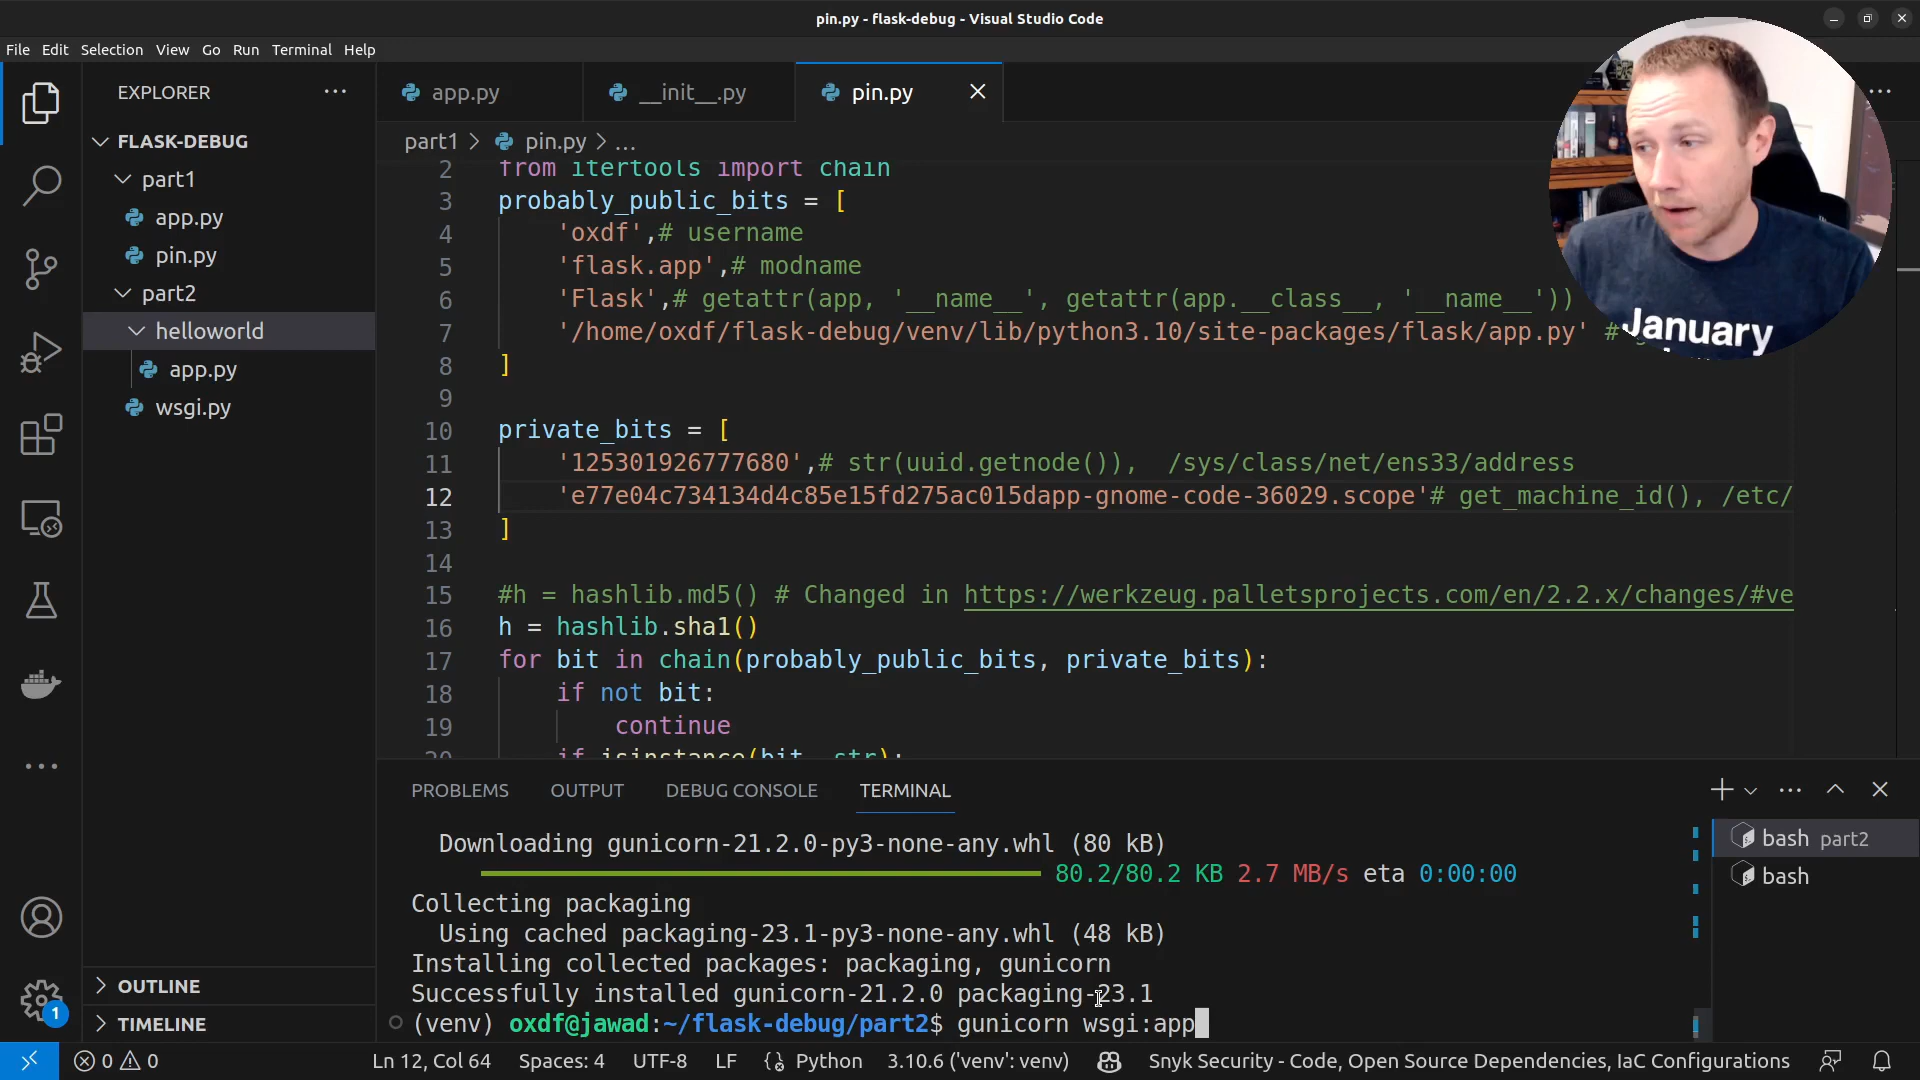 pin.py - flask-debug - Visual Studio Code
File Edit Selection View Go Run Terminal Help
EXPLORER
FLASK-DEBUG
part1
app.py
pin.py
part2
helloworld
app.py
wsgi.py
OUTLINE
TIMELINE
app.py
__init__.py
pin.py
part1 > pin.py > ...
2 from itertools import chain
3 probably_public_bits = [
4 'oxdf',# username
5 'flask.app',# modname
6 'Flask',# getattr(app, '__name__', getattr(app.__class__, '__name__'))
7 '/home/oxdf/flask-debug/venv/lib/python3.10/site-packages/flask/app.py' #
8 ]
9
10 private_bits = [
11 '125301926777680',# str(uuid.getnode()), /sys/class/net/ens33/address
12 'e77e04c734134d4c85e15fd275ac015dapp-gnome-code-36029.scope'# get_machine_id(), /etc/
13 ]
14
15 #h = hashlib.md5() # Changed in https://werkzeug.palletsprojects.com/en/2.2.x/changes/#ve
16 h = hashlib.sha1()
17 for bit in chain(probably_public_bits, private_bits):
18 if not bit:
19 continue
20 if isinstance(bit, str):
January
PROBLEMS OUTPUT DEBUG CONSOLE TERMINAL
Downloading gunicorn-21.2.0-py3-none-any.whl (80 kB)
80.2/80.2 KB 2.7 MB/s eta 0:00:00
Collecting packaging
Using cached packaging-23.1-py3-none-any.whl (48 kB)
Installing collected packages: packaging, gunicorn
Successfully installed gunicorn-21.2.0 packaging-23.1
(venv) oxdf@jawad:~/flask-debug/part2$ gunicorn wsgi:app
bash part2
bash
1
0 0 Ln 12, Col 64 Spaces: 4 UTF-8 LF {} Python 3.10.6 ('venv': venv) Snyk Security - Code, Open Source Dependencies, IaC Configurations